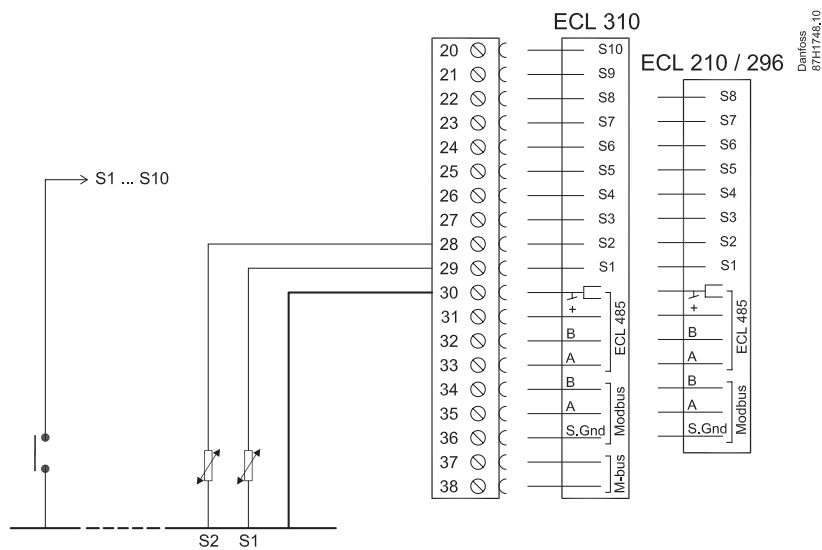 ECL 310
ECL 210 / 296
Danfoss
87H1748.10
20 S10
21 S9
22 S8 S8
23 S7 S7
24 S6 S6
25 S5 S5
26 S4 S4
27 S3 S3
28 S2 S2
29 S1 S1
30
31 + +
32 B B
33 A A
ECL 485 ECL 485
34 B B
35 A A
36 S.Gnd S.Gnd
Modbus Modbus
37
38
M-bus
S1 ... S10
S2 S1